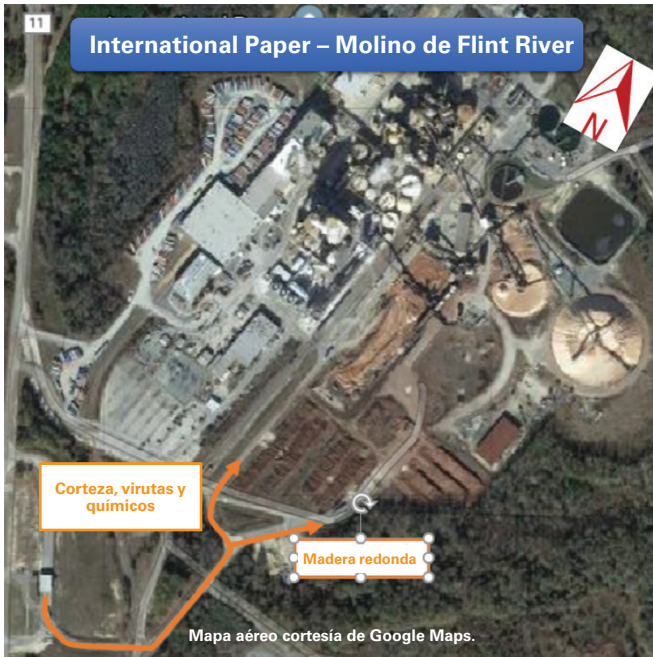 11
International Paper – Molino de Flint River
N
Corteza, virutas y
químicos
Madera redonda
Mapa aéreo cortesía de Google Maps.